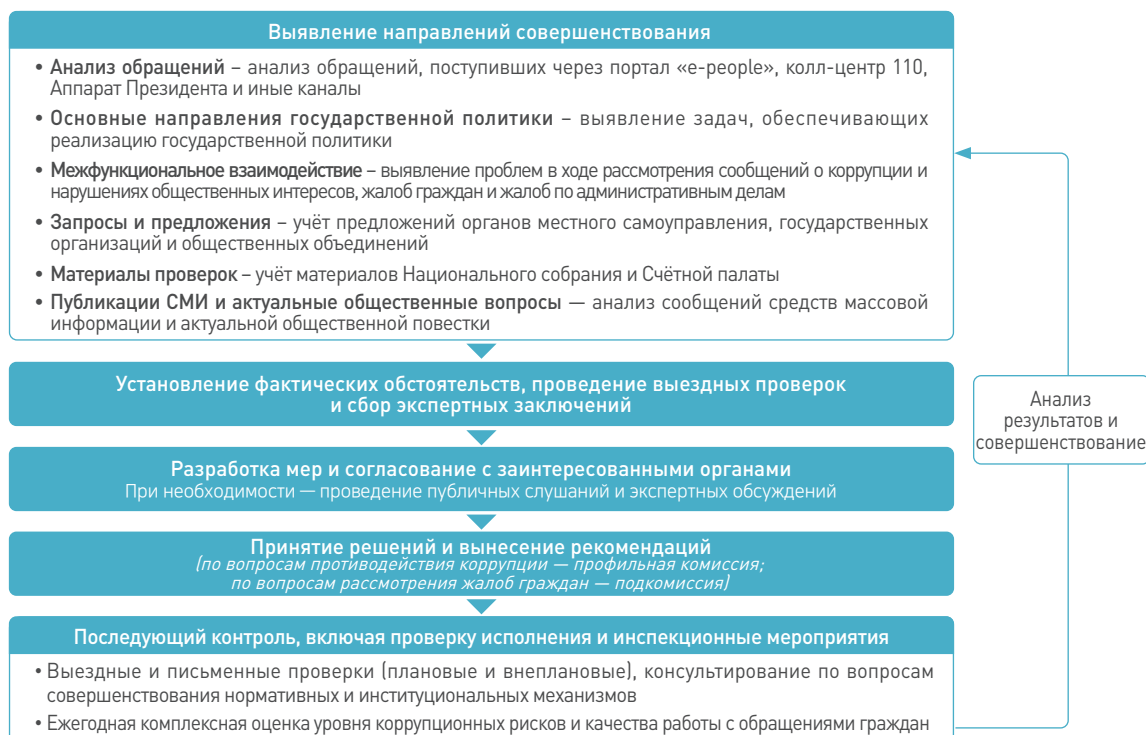 Выявление направлений совершенствования
• Анализ обращений – анализ обращений, поступивших через портал «e-people», колл-центр 110,
Аппарат Президента и иные каналы
• Основные направления государственной политики – выявление задач, обеспечивающих
реализацию государственной политики
• Межфункциональное взаимодействие – выявление проблем в ходе рассмотрения сообщений о коррупции и
нарушениях общественных интересов, жалоб граждан и жалоб по административным делам
• Запросы и предложения – учёт предложений органов местного самоуправления, государственных
организаций и общественных объединений
• Материалы проверок – учёт материалов Национального собрания и Счётной палаты
• Публикации СМИ и актуальные общественные вопросы — анализ сообщений средств массовой
информации и актуальной общественной повестки
Установление фактических обстоятельств, проведение выездных проверок
и сбор экспертных заключений
Разработка мер и согласование с заинтересованными органами
При необходимости — проведение публичных слушаний и экспертных обсуждений
Принятие решений и вынесение рекомендаций
(по вопросам противодействия коррупции — профильная комиссия;
по вопросам рассмотрения жалоб граждан — подкомиссия)
Последующий контроль, включая проверку исполнения и инспекционные мероприятия
• Выездные и письменные проверки (плановые и внеплановые), консультирование по вопросам
совершенствования нормативных и институциональных механизмов
• Ежегодная комплексная оценка уровня коррупционных рисков и качества работы с обращениями граждан
Анализ
результатов и
совершенствование